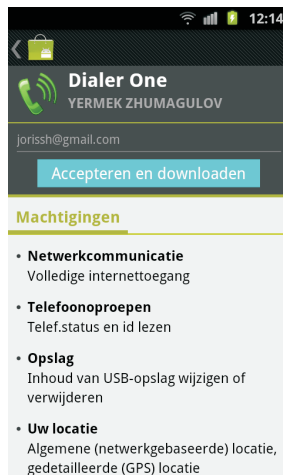 12:14
Dialer One
YERMEK ZHUMAGULOV
jorissh@gmail.com
Accepteren en downloaden
Machtigingen
• Netwerkcommunicatie
Volledige internettoegang
• Telefoonoproepen
Telef.status en id lezen
• Opslag
Inhoud van USB-opslag wijzigen of
verwijderen
• Uw locatie
Algemene (netwerkgebaseerde) locatie,
gedetailleerde (GPS) locatie